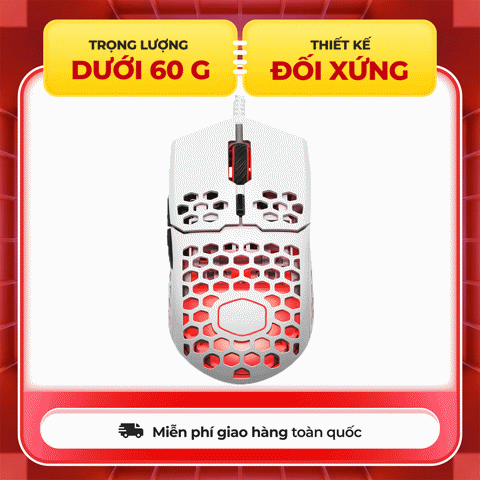 TRỌNG LƯỢNG
DƯỚI 60 G
THIẾT KẾ
ĐỐI XỨNG
Miễn phí giao hàng toàn quốc